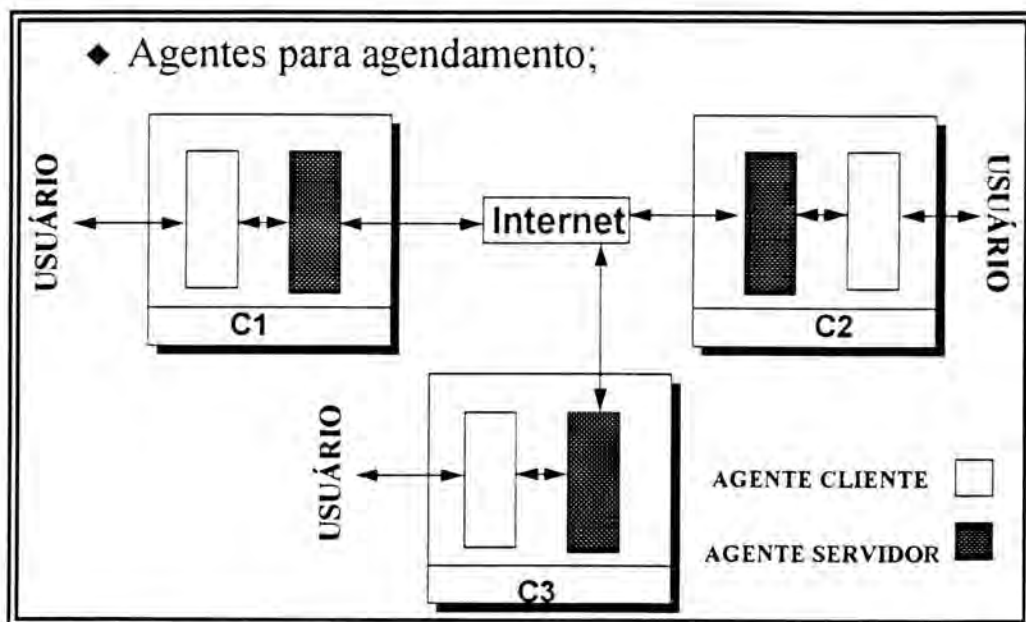 ◆ Agentes para agendamento;
USUÁRIO
Internet
USUÁRIO
C1
C2
USUÁRIO
AGENTE CLIENTE
AGENTE SERVIDOR
C3